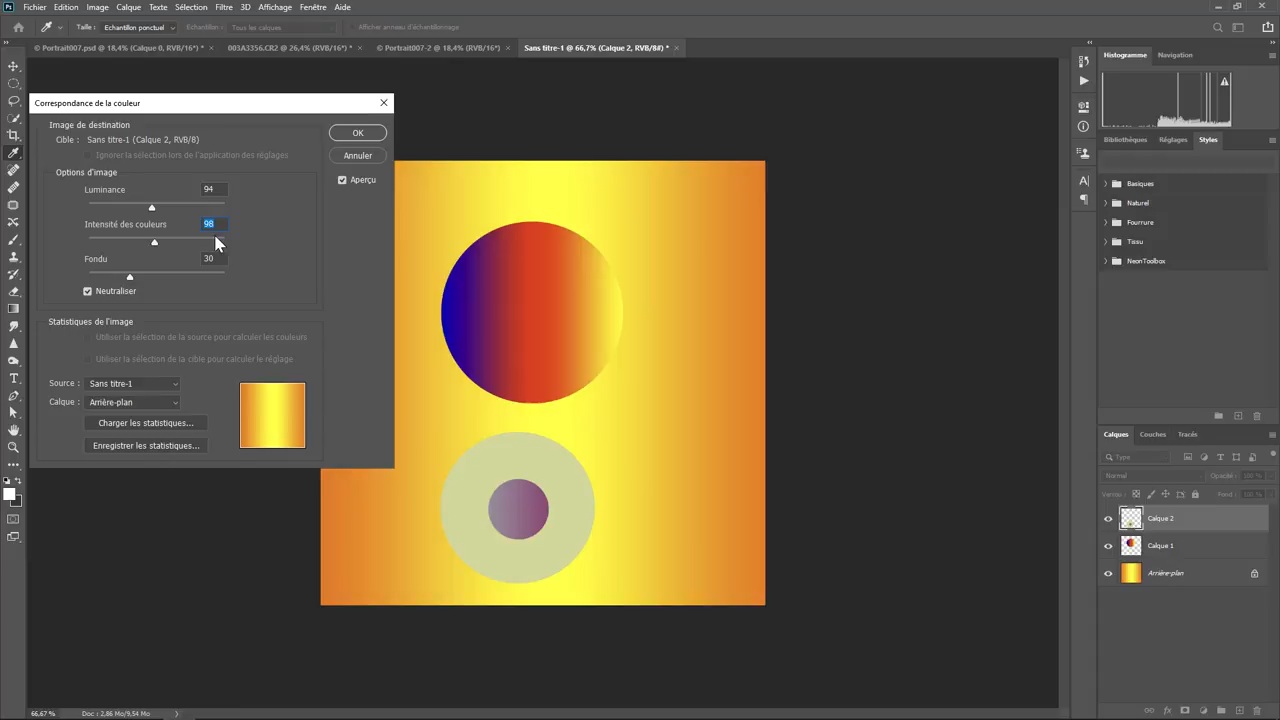 Ps Fichier Edition Image Calque Texte Sélection Filtre 3D Affichage Fenêtre Aide
Taille : Echantillon ponctuel Echantillon : Tous les calques Afficher anneau d'échantillonnage
© Portrait007.psd @ 18,4% (Calque 0, RVB/16*) * × 003A3356.CR2 @ 26,4% (RVB/16*) * × © Portrait007-2 @ 18,4% (RVB/16*) × Sans titre-1 @ 66,7% (Calque 2, RVB/8#) * ×
Histogramme Navigation
Correspondance de la couleur
Image de destination
Cible : Sans titre-1 (Calque 2, RVB/8)
Ignorer la sélection lors de l'application des réglages
OK
Annuler
Aperçu
Options d'image
Luminance 94
Intensité des couleurs 98
Fondu 30
Neutraliser
Statistiques de l'image
Utiliser la sélection de la source pour calculer les couleurs
Utiliser la sélection de la cible pour calculer le réglage
Source : Sans titre-1
Calque : Arrière-plan
Charger les statistiques...
Enregistrer les statistiques...
Bibliothèques Réglages Styles
Basiques
Naturel
Fourrure
Tissu
NeonToolbox
Calques Couches Tracés
Type
Normal Opacité : 100 %
Verrou : Fond : 100 %
Calque 2
Calque 1
Arrière-plan
66,67 % Doc : 2,86 Mo/9,54 Mo